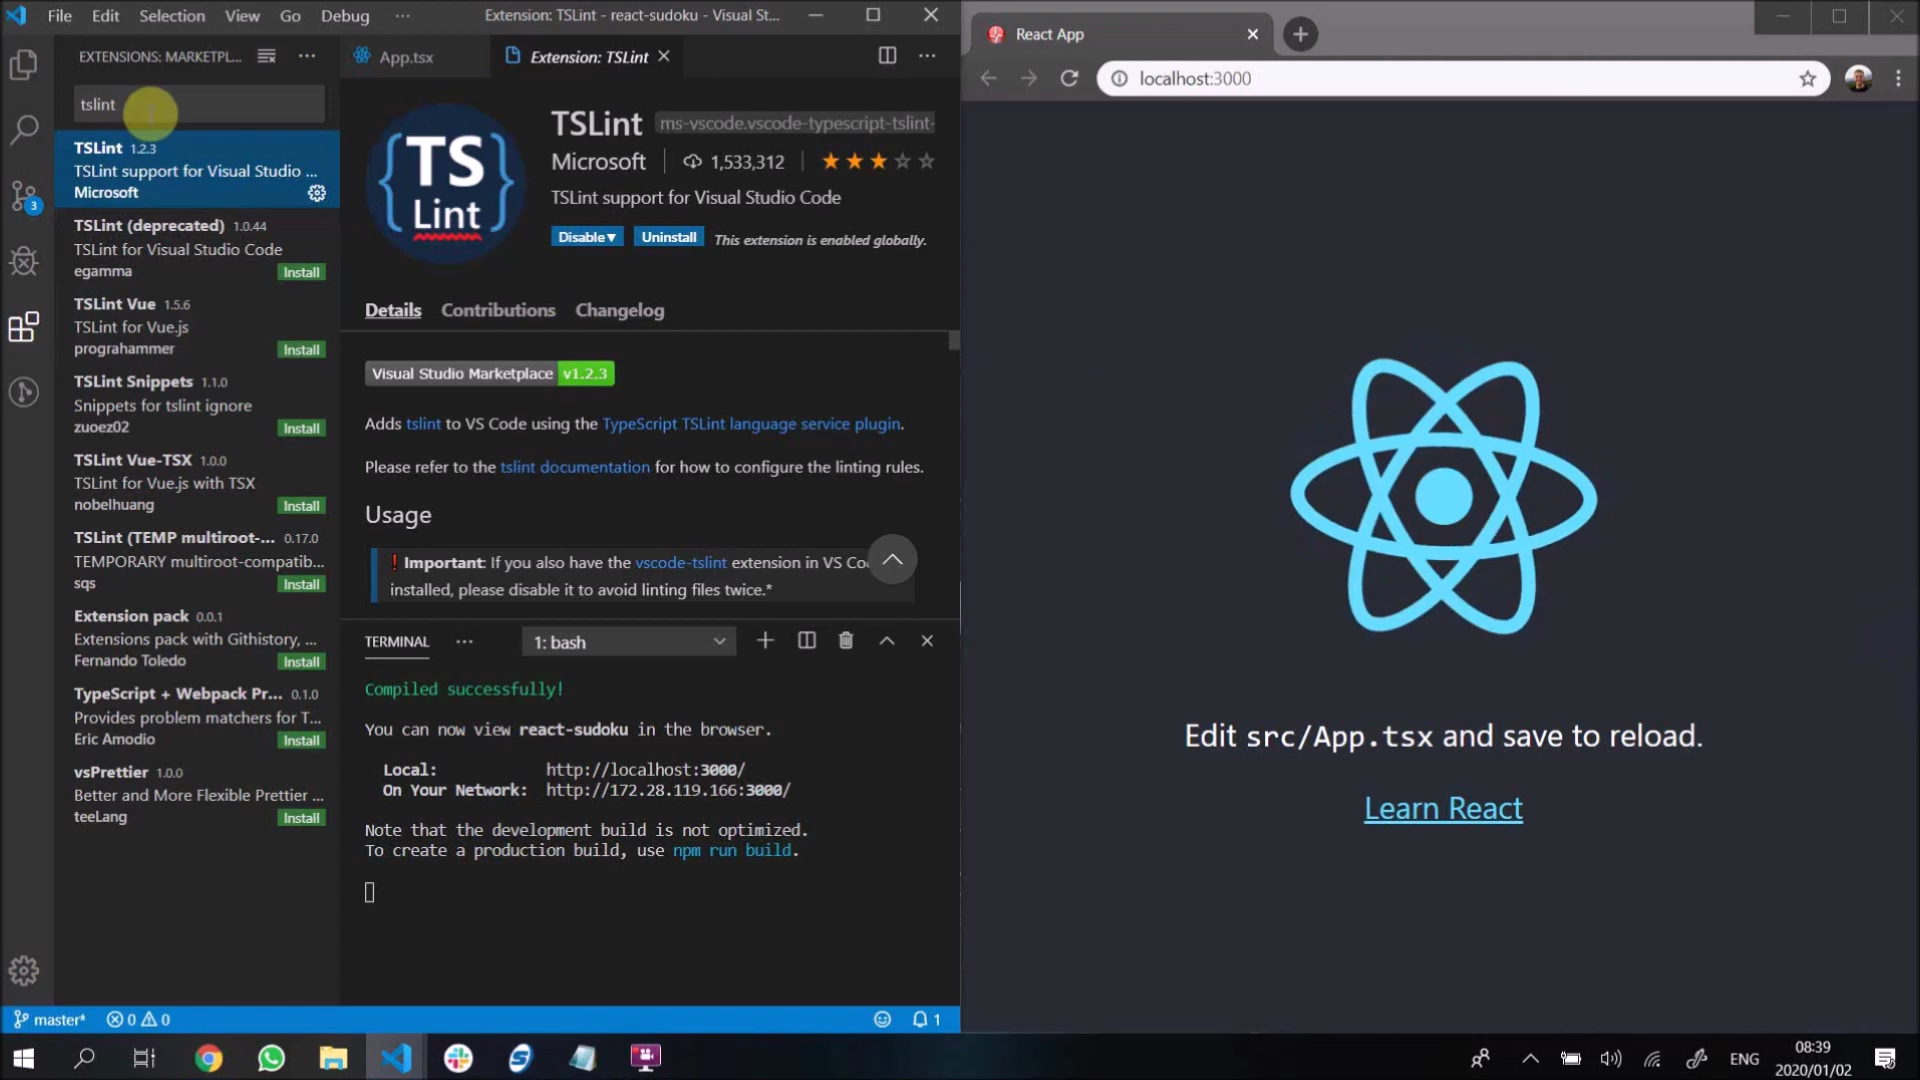 File Edit Selection View Go Debug ··· Extension: TSLint - react-sudoku - Visual St...
EXTENSIONS: MARKETPL...
tslint
TSLint 1.2.3
TSLint support for Visual Studio ...
Microsoft
TSLint (deprecated) 1.0.44
TSLint for Visual Studio Code
egamma Install
TSLint Vue 1.5.6
TSLint for Vue.js
prograhammer Install
TSLint Snippets 1.1.0
Snippets for tslint ignore
zuoez02 Install
TSLint Vue-TSX 1.0.0
TSLint for Vue.js with TSX
nobelhuang Install
TSLint (TEMP multiroot-... 0.17.0
TEMPORARY multiroot-compatib...
sqs Install
Extension pack 0.0.1
Extensions pack with Githistory, ...
Fernando Toledo Install
TypeScript + Webpack Pr... 0.1.0
Provides problem matchers for T...
Eric Amodio Install
vsPrettier 1.0.0
Better and More Flexible Prettier ...
teeLang Install
3
App.tsx Extension: TSLint
TS
Lint
TSLint ms-vscode.vscode-typescript-tslint-
Microsoft 1,533,312
TSLint support for Visual Studio Code
Disable Uninstall This extension is enabled globally.
Details Contributions Changelog
Visual Studio Marketplace v1.2.3
Adds tslint to VS Code using the TypeScript TSLint language service plugin.
Please refer to the tslint documentation for how to configure the linting rules.
Usage
❗ Important: If you also have the vscode-tslint extension in VS Co
installed, please disable it to avoid linting files twice.*
TERMINAL ··· 1: bash
Compiled successfully!
You can now view react-sudoku in the browser.
Local: http://localhost:3000/
On Your Network: http://172.28.119.166:3000/
Note that the development build is not optimized.
To create a production build, use npm run build.
master* 0 0 1
React App
localhost:3000
Edit src/App.tsx and save to reload.
Learn React
ENG
08:39
2020/01/02